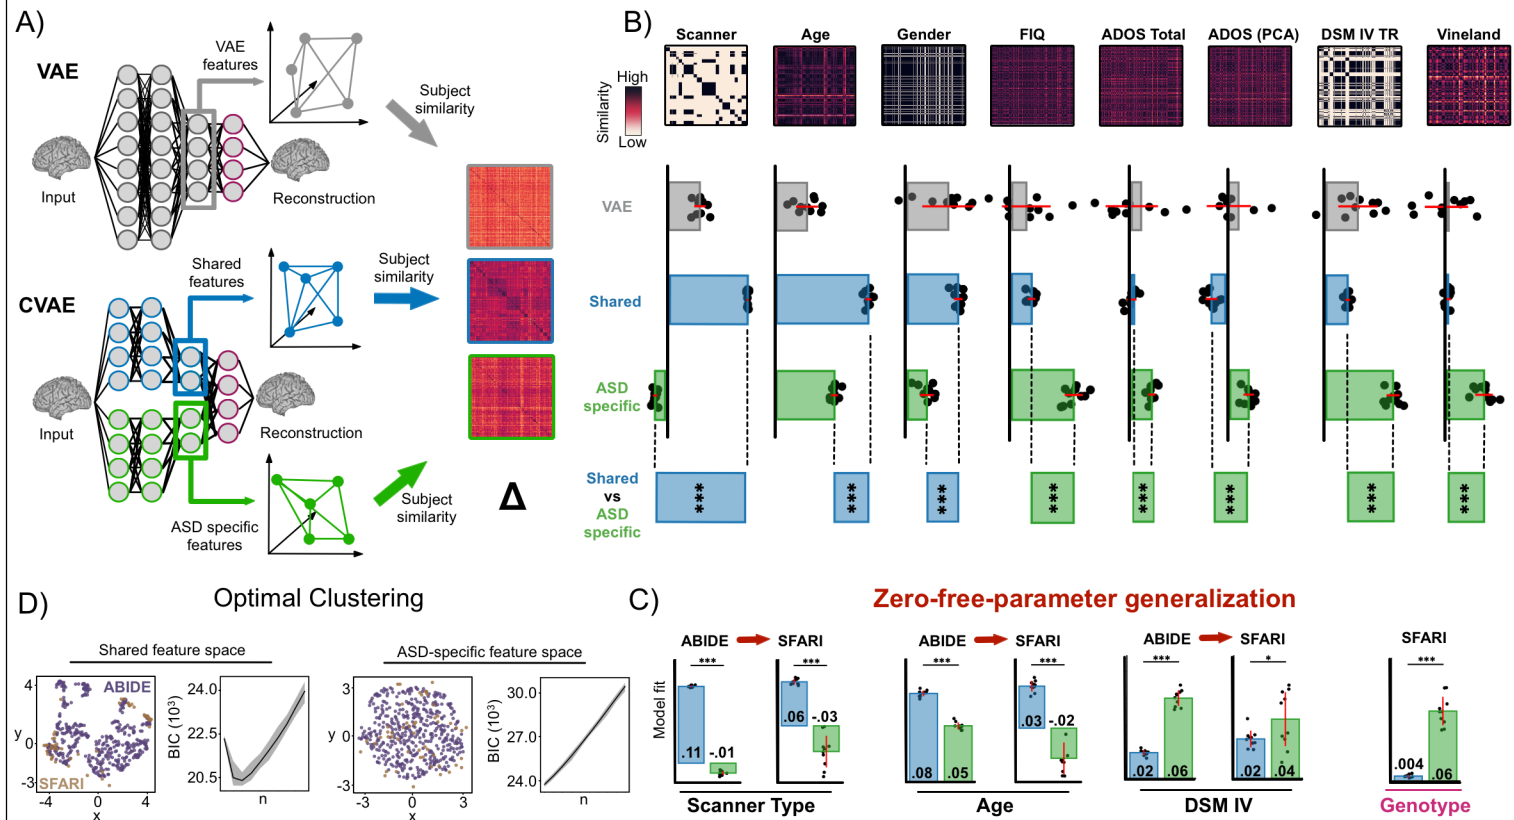 A)
VAE
VAE
features
Subject
similarity
Input
Reconstruction
CVAE
Shared
features
Subject
similarity
Input
Reconstruction
ASD specific
features
Subject
similarity
Δ
B)
Scanner
Age
Gender
FIQ
ADOS Total
ADOS (PCA)
DSM IV TR
Vineland
Similarity
High
Low
VAE
Shared
ASD
specific
Shared
vs
ASD
specific
***
***
***
***
***
***
***
***
D)
Optimal Clustering
Shared feature space
ABIDE
SFARI
4
0
-3
y
-4
0
4
x
BIC (10³)
24.0
22.5
20.5
n
ASD-specific feature space
3
0
-3
y
-3
0
3
x
BIC (10³)
30.0
27.0
24.0
n
C)
Zero-free-parameter generalization
Model fit
ABIDE
SFARI
***
***
.11
-.01
.06
-.03
Scanner Type
ABIDE
SFARI
***
***
.08
.05
.03
-.02
Age
ABIDE
SFARI
***
*
.02
.06
.02
.04
DSM IV
SFARI
***
.004
.06
Genotype